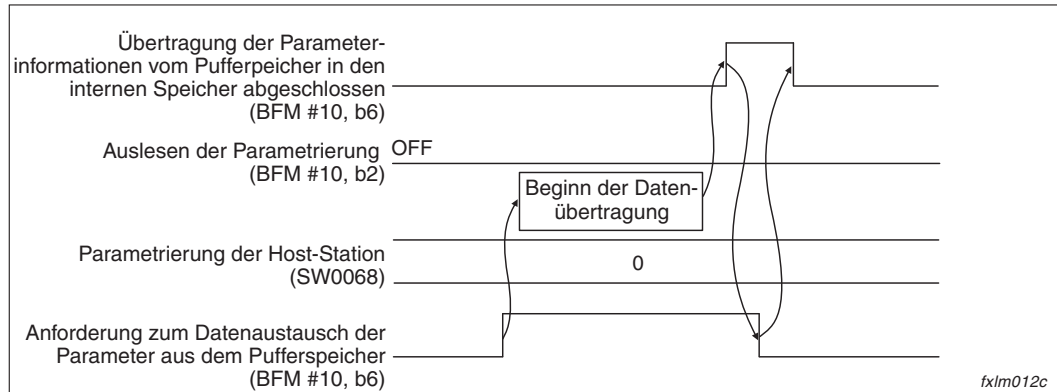 Übertragung der Parameter-
informationen vom Pufferpeicher in den
internen Speicher abgeschlossen
(BFM #10, b6)
Auslesen der Parametrierung
(BFM #10, b2)
OFF
Beginn der Daten-
übertragung
Parametrierung der Host-Station
(SW0068)
0
Anforderung zum Datenaustausch der
Parameter aus dem Pufferspeicher
(BFM #10, b6)
fxlm012c